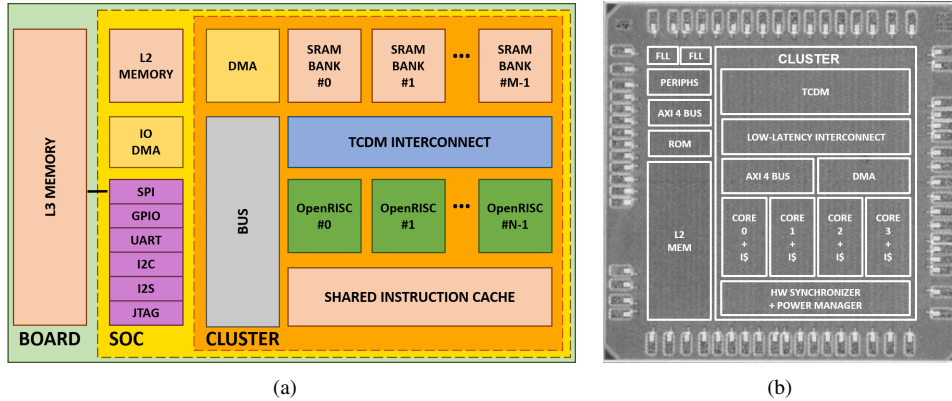 L3 MEMORY
BOARD
L2
MEMORY
IO
DMA
SPI
GPIO
UART
I2C
I2S
JTAG
SOC
DMA
BUS
SRAM
BANK
#0
SRAM
BANK
#1
•••
SRAM
BANK
#M-1
TCDM INTERCONNECT
OpenRISC
#0
OpenRISC
#1
•••
OpenRISC
#N-1
SHARED INSTRUCTION CACHE
CLUSTER
(a)
FLL
FLL
PERIPHS
AXI 4 BUS
ROM
L2
MEM
CLUSTER
TCDM
LOW-LATENCY INTERCONNECT
AXI 4 BUS
DMA
CORE
0
+
I$
CORE
1
+
I$
CORE
2
+
I$
CORE
3
+
I$
HW SYNCHRONIZER
+ POWER MANAGER
(b)